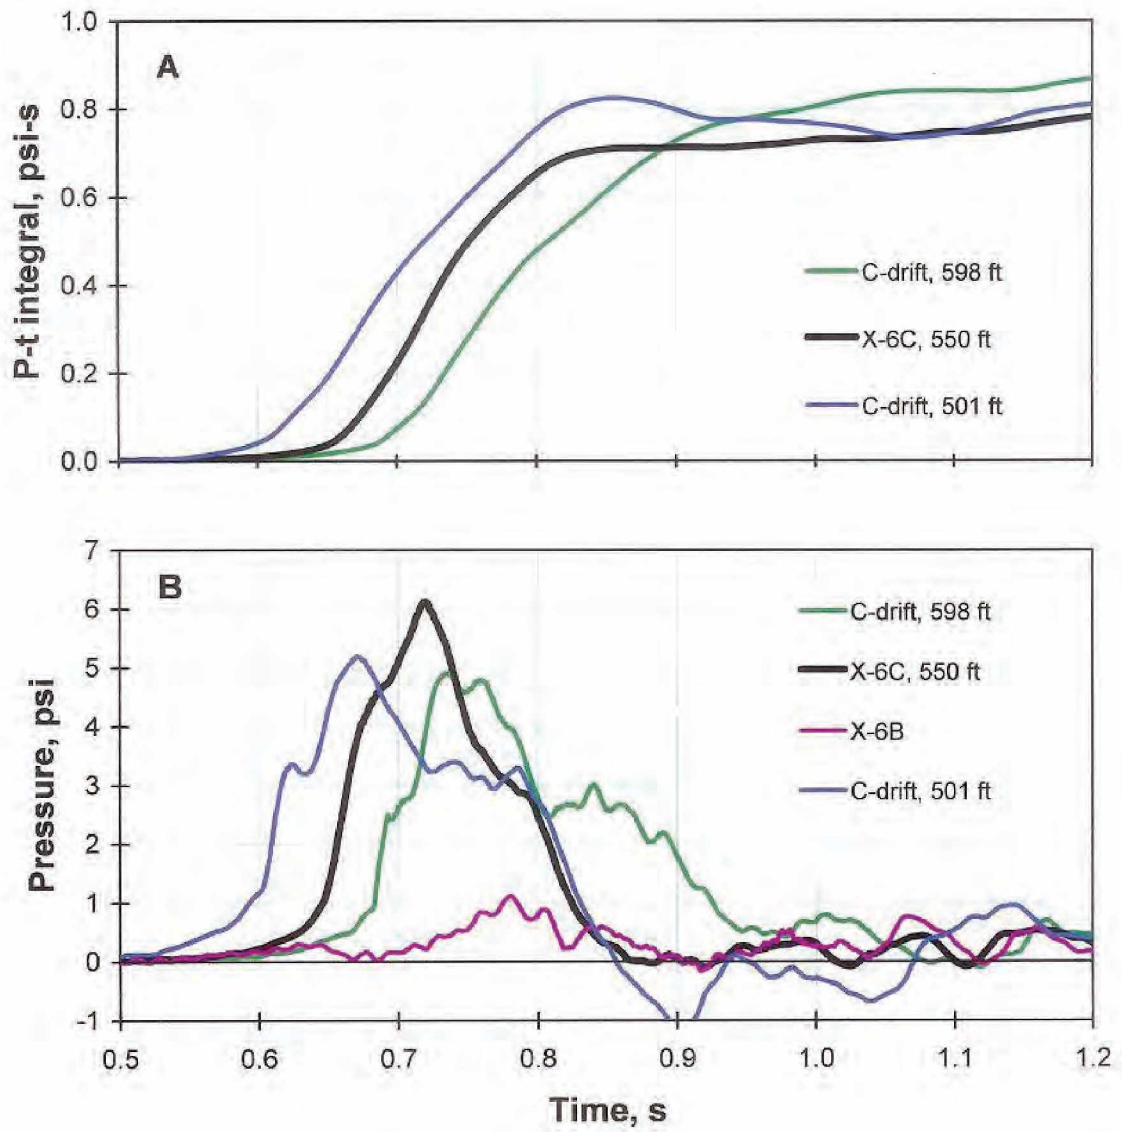 A
1.0
0.8
0.6
0.4
0.2
0.0
P-t integral, psi-s
C-drift, 598 ft
X-6C, 550 ft
C-drift, 501 ft
B
7
6
5
4
3
2
1
0
-1
Pressure, psi
C-drift, 598 ft
X-6C, 550 ft
X-6B
C-drift, 501 ft
0.5 0.6 0.7 0.8 0.9 1.0 1.1 1.2
Time, s